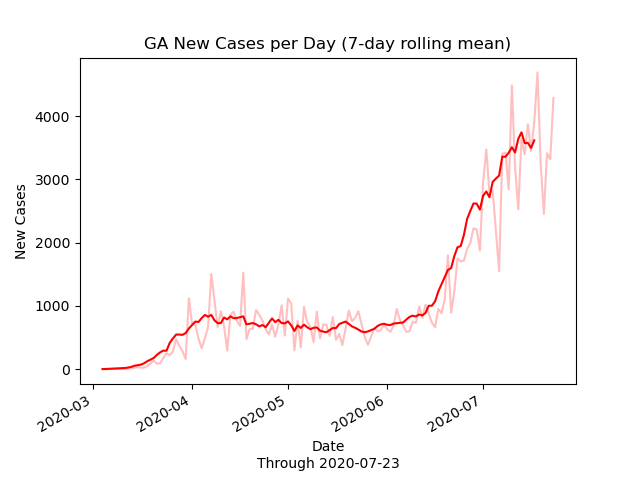 GA New Cases per Day (7-day rolling mean)
New Cases
4000
3000
2000
1000
0
2020-03
2020-04
2020-05
2020-06
2020-07
Date
Through 2020-07-23